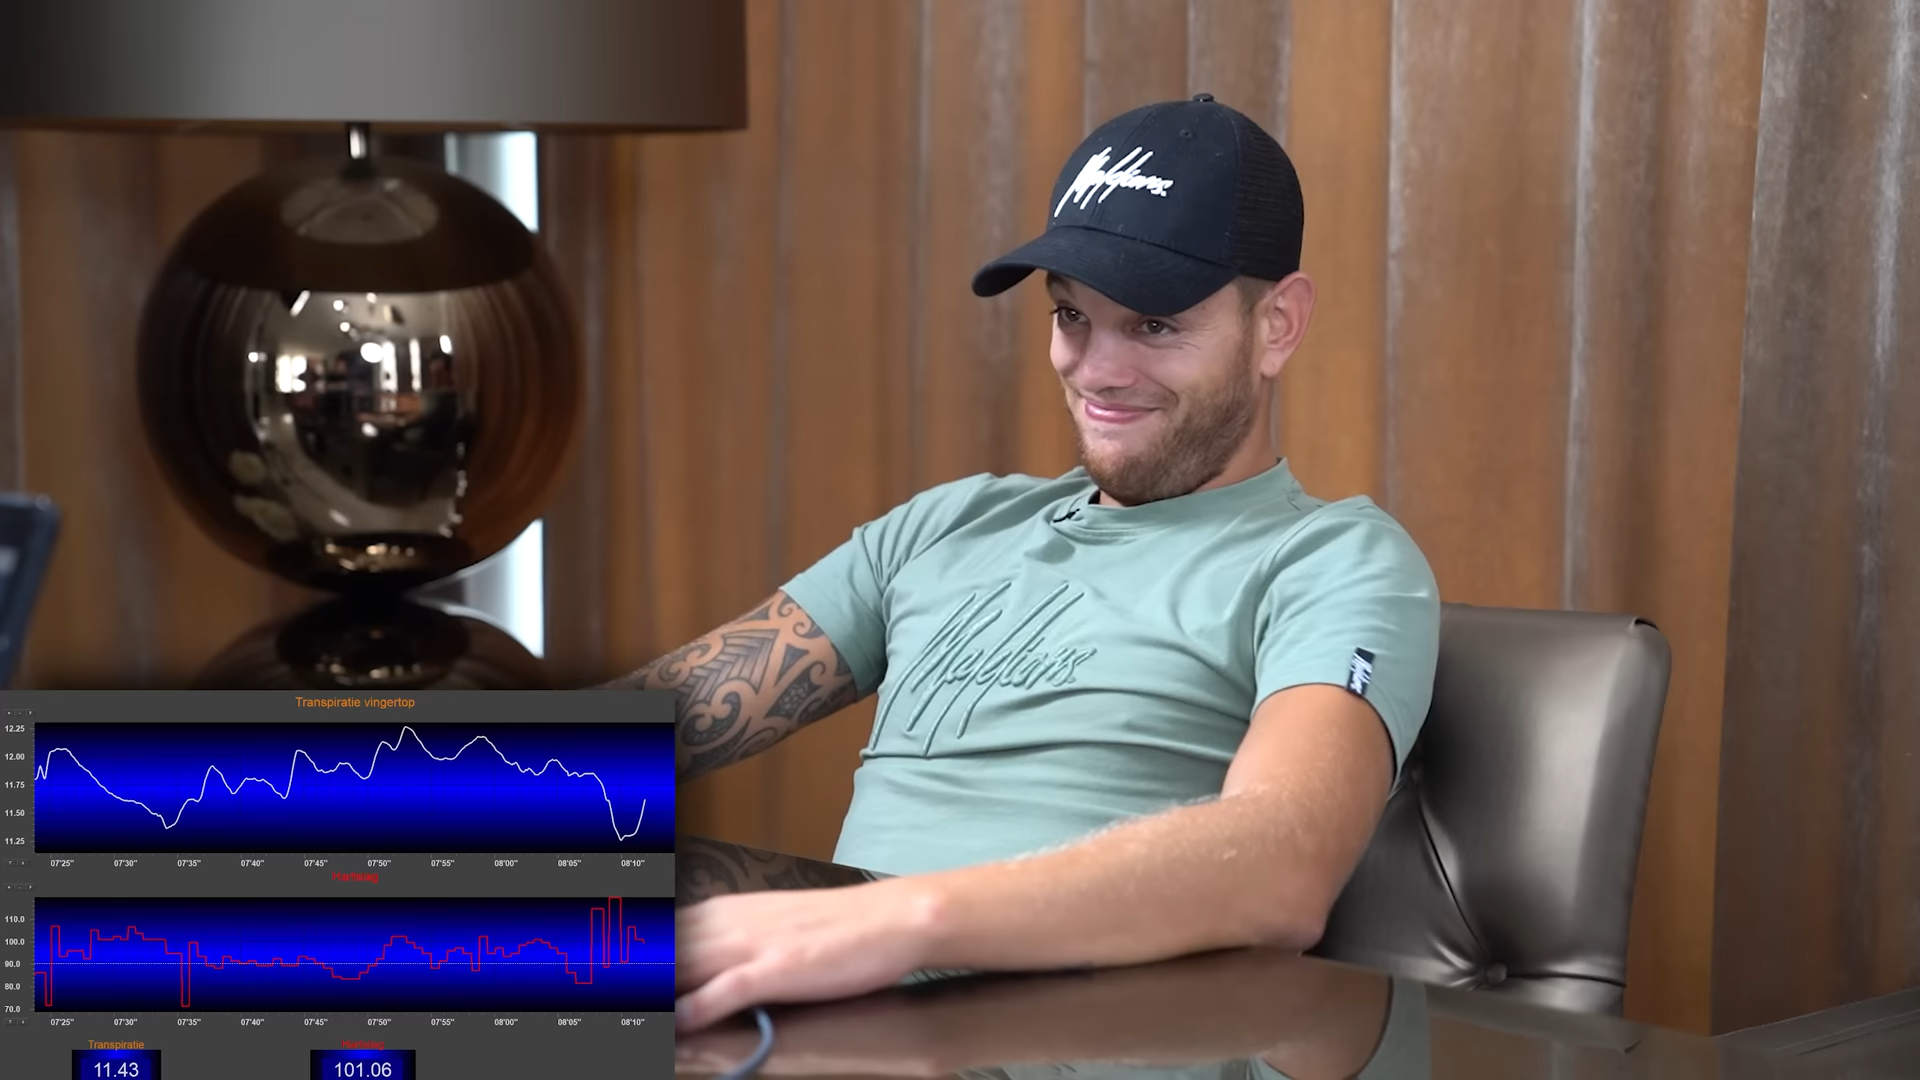 Malelions.
Malelions.
Transpiratie vingertop
12.25
12.00
11.75
11.50
11.25
07'25" 07'30" 07'35" 07'40" 07'45" 07'50" 07'55" 08'00" 08'05" 08'10"
Hartslag
110.0
100.0
90.0
80.0
70.0
07'25" 07'30" 07'35" 07'40" 07'45" 07'50" 07'55" 08'00" 08'05" 08'10"
Transpiratie Hartslag
11.43 101.06